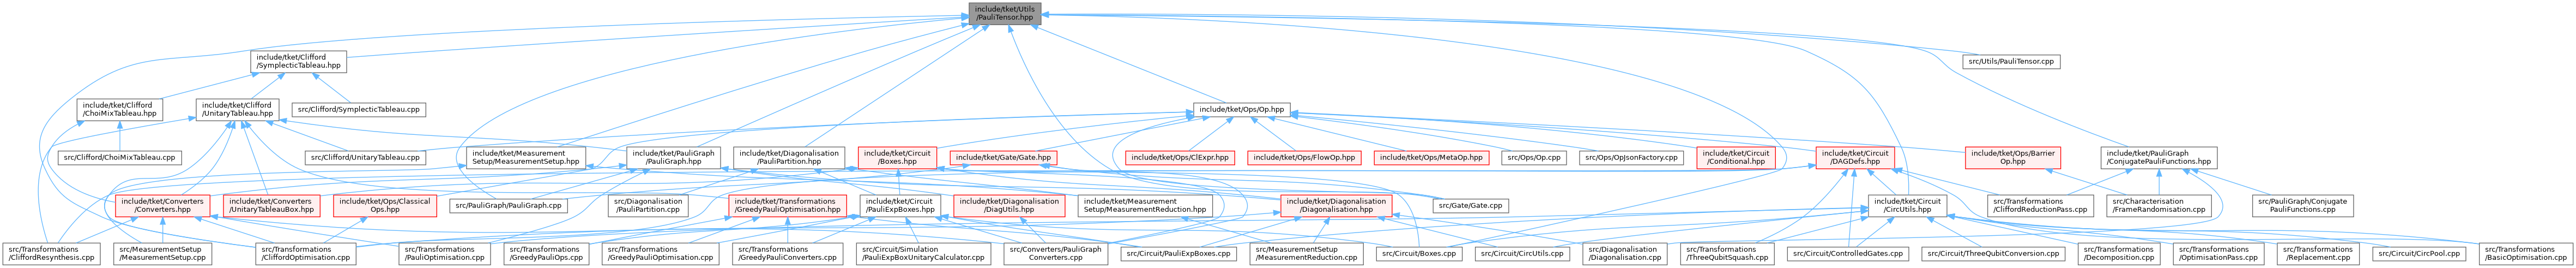 include/tket/Utils
/PauliTensor.hpp
include/tket/Clifford
/SymplecticTableau.hpp
src/Utils/PauliTensor.cpp
include/tket/Clifford
/ChoiMixTableau.hpp
include/tket/Clifford
/UnitaryTableau.hpp
src/Clifford/SymplecticTableau.cpp
include/tket/Ops/Op.hpp
src/Clifford/ChoiMixTableau.cpp
src/Clifford/UnitaryTableau.cpp
include/tket/Measurement
Setup/MeasurementSetup.hpp
include/tket/PauliGraph
/PauliGraph.hpp
include/tket/Diagonalisation
/PauliPartition.hpp
include/tket/Circuit
/Boxes.hpp
include/tket/Gate/Gate.hpp
include/tket/Ops/ClExpr.hpp
include/tket/Ops/FlowOp.hpp
include/tket/Ops/MetaOp.hpp
src/Ops/Op.cpp
src/Ops/OpJsonFactory.cpp
include/tket/Circuit
/Conditional.hpp
include/tket/Circuit
/DAGDefs.hpp
include/tket/Ops/Barrier
Op.hpp
include/tket/PauliGraph
/ConjugatePauliFunctions.hpp
include/tket/Converters
/Converters.hpp
include/tket/Converters
/UnitaryTableauBox.hpp
include/tket/Ops/Classical
Ops.hpp
src/PauliGraph/PauliGraph.cpp
src/Diagonalisation
/PauliPartition.cpp
include/tket/Transformations
/GreedyPauliOptimisation.hpp
include/tket/Circuit
/PauliExpBoxes.hpp
include/tket/Diagonalisation
/DiagUtils.hpp
include/tket/Measurement
Setup/MeasurementReduction.hpp
include/tket/Diagonalisation
/Diagonalisation.hpp
src/Gate/Gate.cpp
include/tket/Circuit
/CircUtils.hpp
src/Transformations
/CliffordReductionPass.cpp
src/Characterisation
/FrameRandomisation.cpp
src/PauliGraph/Conjugate
PauliFunctions.cpp
src/Transformations
/CliffordResynthesis.cpp
src/MeasurementSetup
/MeasurementSetup.cpp
src/Transformations
/CliffordOptimisation.cpp
src/Transformations
/PauliOptimisation.cpp
src/Transformations
/GreedyPauliOps.cpp
src/Transformations
/GreedyPauliOptimisation.cpp
src/Transformations
/GreedyPauliConverters.cpp
src/Circuit/Simulation
/PauliExpBoxUnitaryCalculator.cpp
src/Converters/PauliGraph
Converters.cpp
src/Circuit/PauliExpBoxes.cpp
src/MeasurementSetup
/MeasurementReduction.cpp
src/Circuit/Boxes.cpp
src/Circuit/CircUtils.cpp
src/Diagonalisation
/Diagonalisation.cpp
src/Transformations
/ThreeQubitSquash.cpp
src/Circuit/ControlledGates.cpp
src/Circuit/ThreeQubitConversion.cpp
src/Transformations
/Decomposition.cpp
src/Transformations
/OptimisationPass.cpp
src/Transformations
/Replacement.cpp
src/Circuit/CircPool.cpp
src/Transformations
/BasicOptimisation.cpp